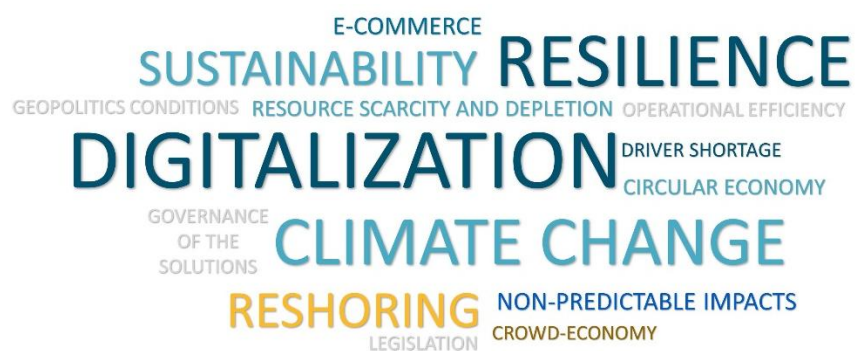 E-COMMERCE
SUSTAINABILITY RESILIENCE
GEOPOLITICS CONDITIONS RESOURCE SCARCITY AND DEPLETION OPERATIONAL EFFICIENCY
DIGITALIZATION
DRIVER SHORTAGE
CIRCULAR ECONOMY
GOVERNANCE
OF THE
SOLUTIONS
CLIMATE CHANGE
RESHORING
NON-PREDICTABLE IMPACTS
LEGISLATION
CROWD-ECONOMY